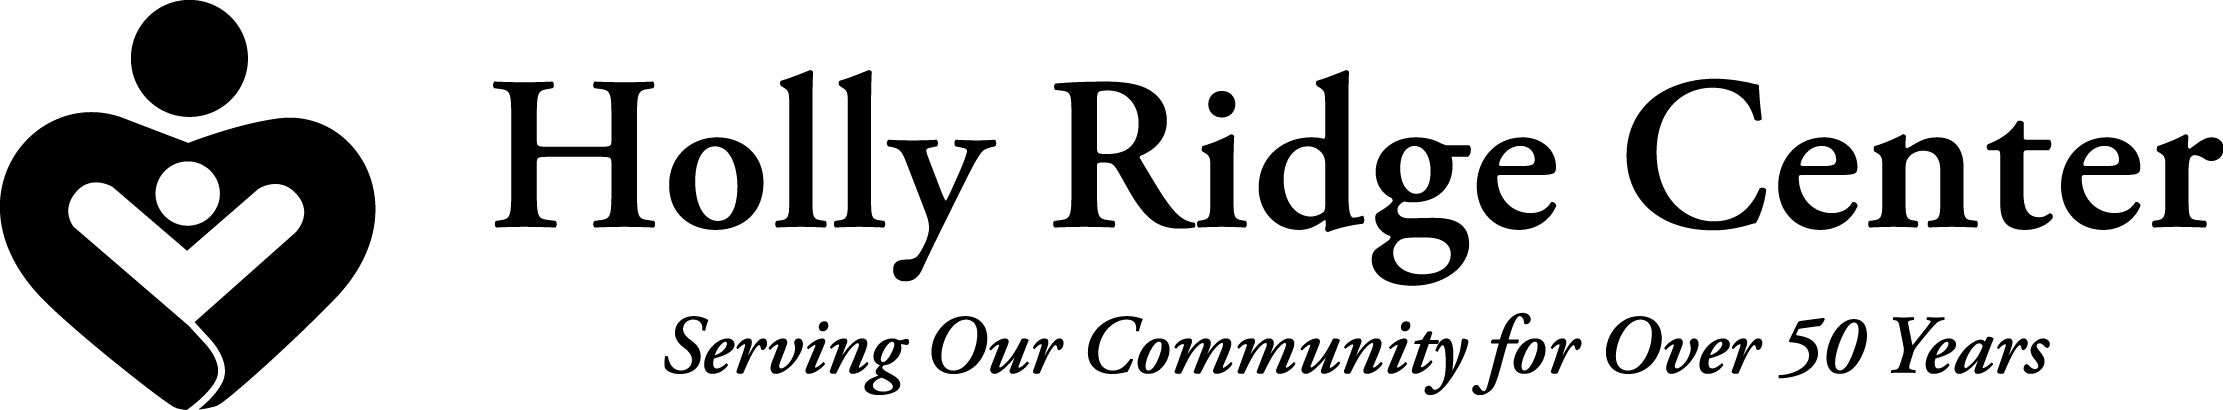 Holly Ridge Center
Serving Our Community for Over 50 Years